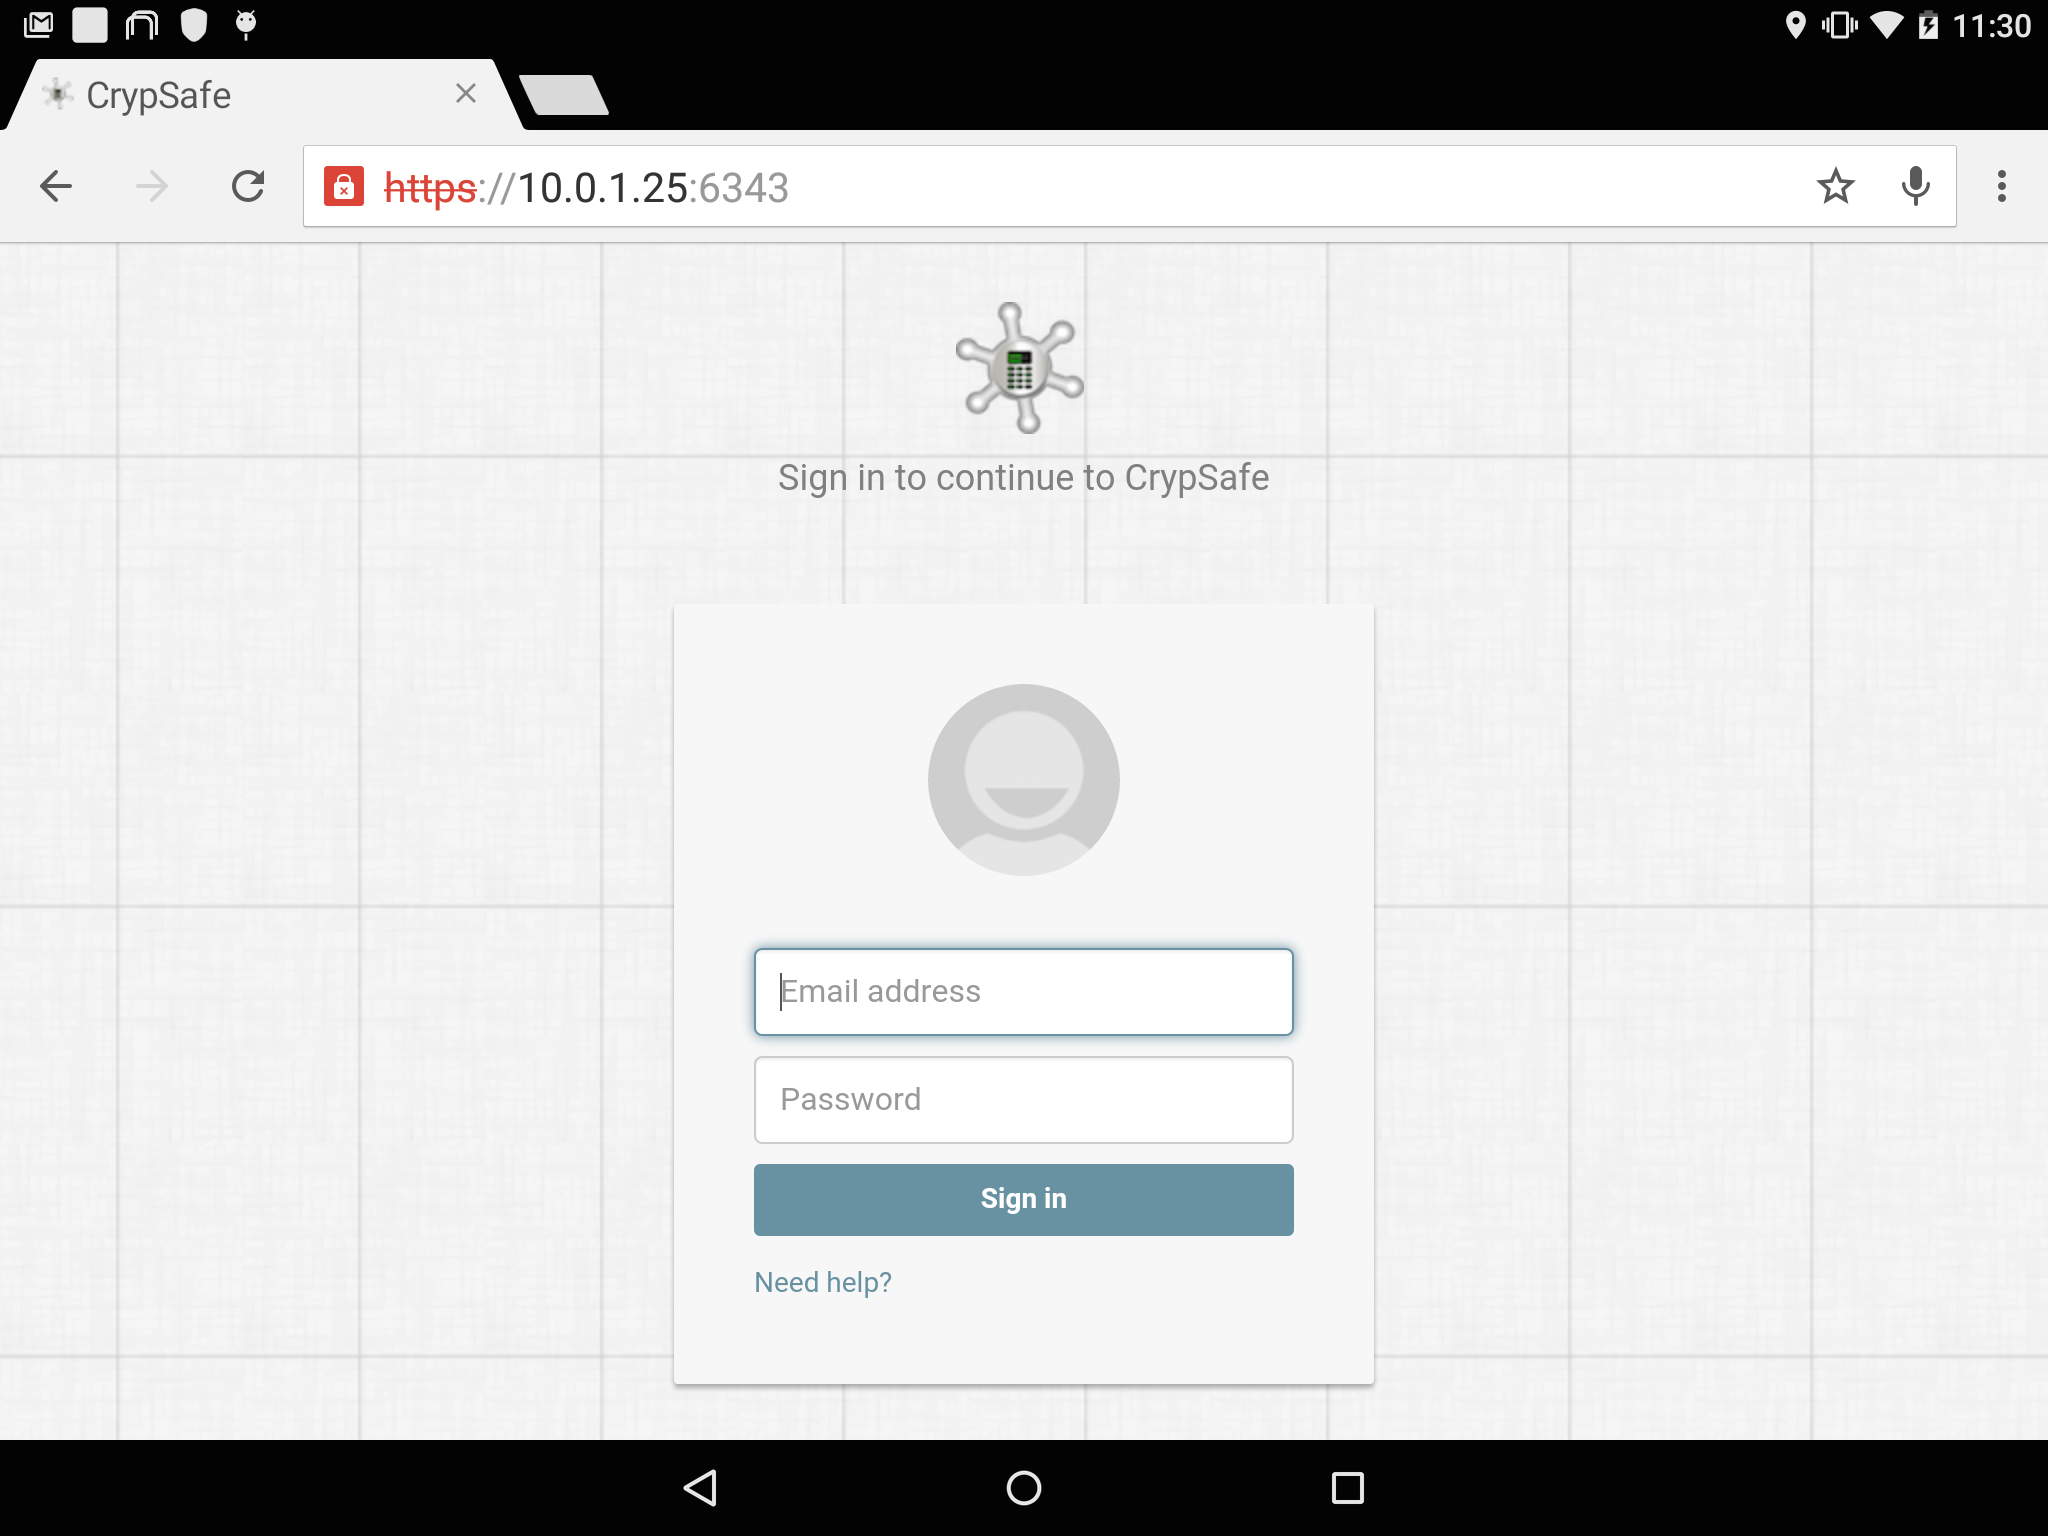 11:30
CrypSafe
https://10.0.1.25:6343
Sign in to continue to CrypSafe
Email address
Password
Sign in
Need help?